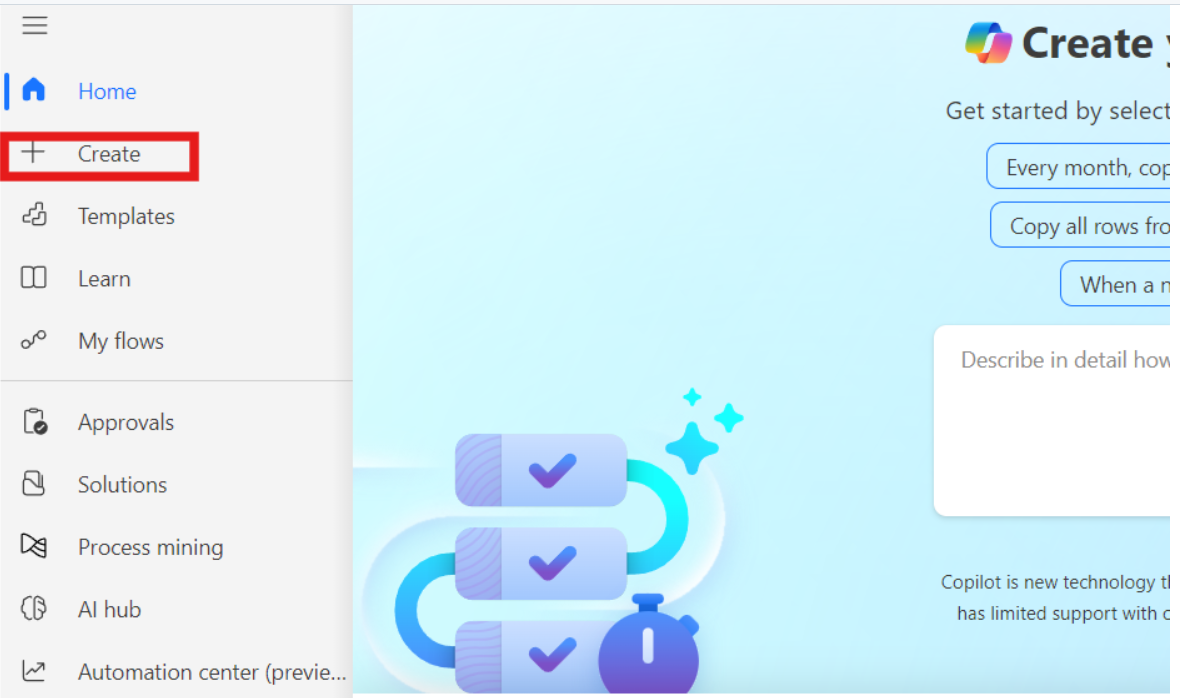 Home
Create
Templates
Learn
My flows
Approvals
Solutions
Process mining
AI hub
Automation center (previe...
Create
Get started by select
Every month, cop
Copy all rows fro
When a n
Describe in detail how
Copilot is new technology th
has limited support with c